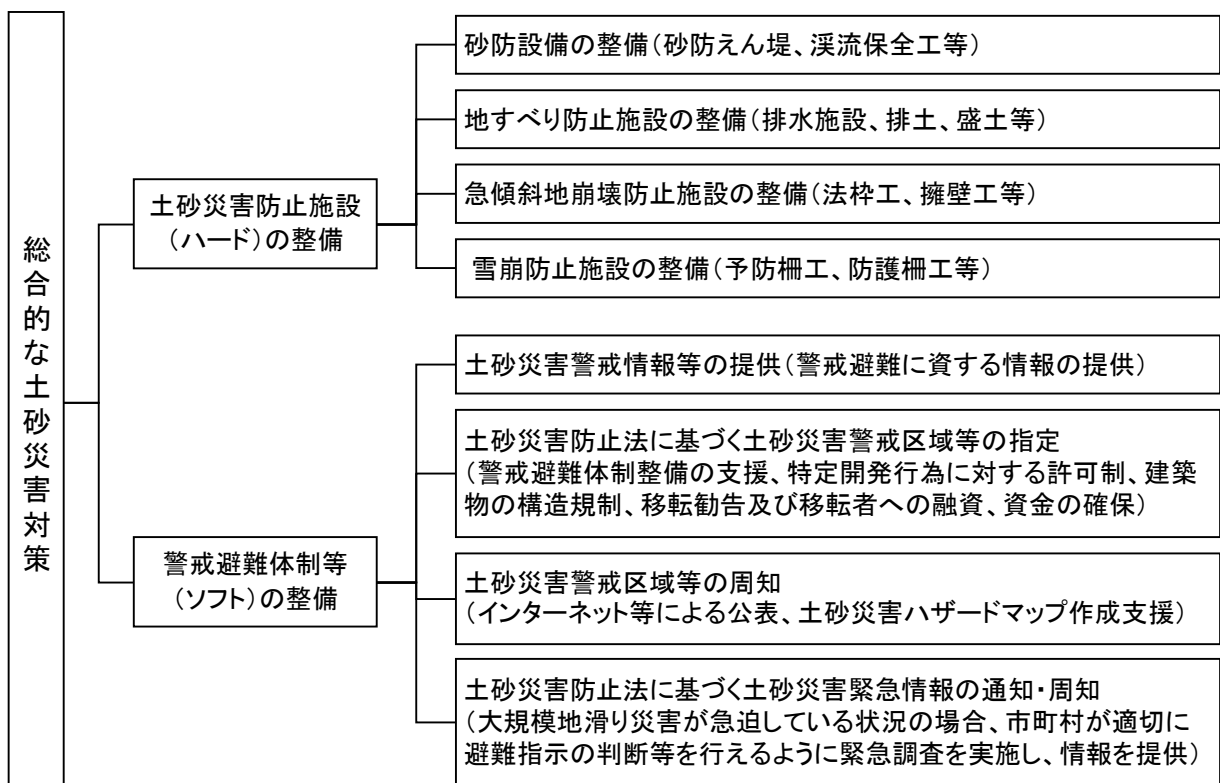 総合的な土砂災害対策
土砂災害防止施設
（ハード）の整備
砂防設備の整備（砂防えん堤、渓流保全工等）
地すべり防止施設の整備（排水施設、排土、盛土等）
急傾斜地崩壊防止施設の整備（法枠工、擁壁工等）
雪崩防止施設の整備（予防柵工、防護柵工等）
警戒避難体制等
（ソフト）の整備
土砂災害警戒情報等の提供（警戒避難に資する情報の提供）
土砂災害防止法に基づく土砂災害警戒区域等の指定
（警戒避難体制整備の支援、特定開発行為に対する許可制、建築
物の構造規制、移転勧告及び移転者への融資、資金の確保）
土砂災害警戒区域等の周知
（インターネット等による公表、土砂災害ハザードマップ作成支援）
土砂災害防止法に基づく土砂災害緊急情報の通知・周知
（大規模地滑り災害が急迫している状況の場合、市町村が適切に
避難指示の判断等を行えるように緊急調査を実施し、情報を提供）